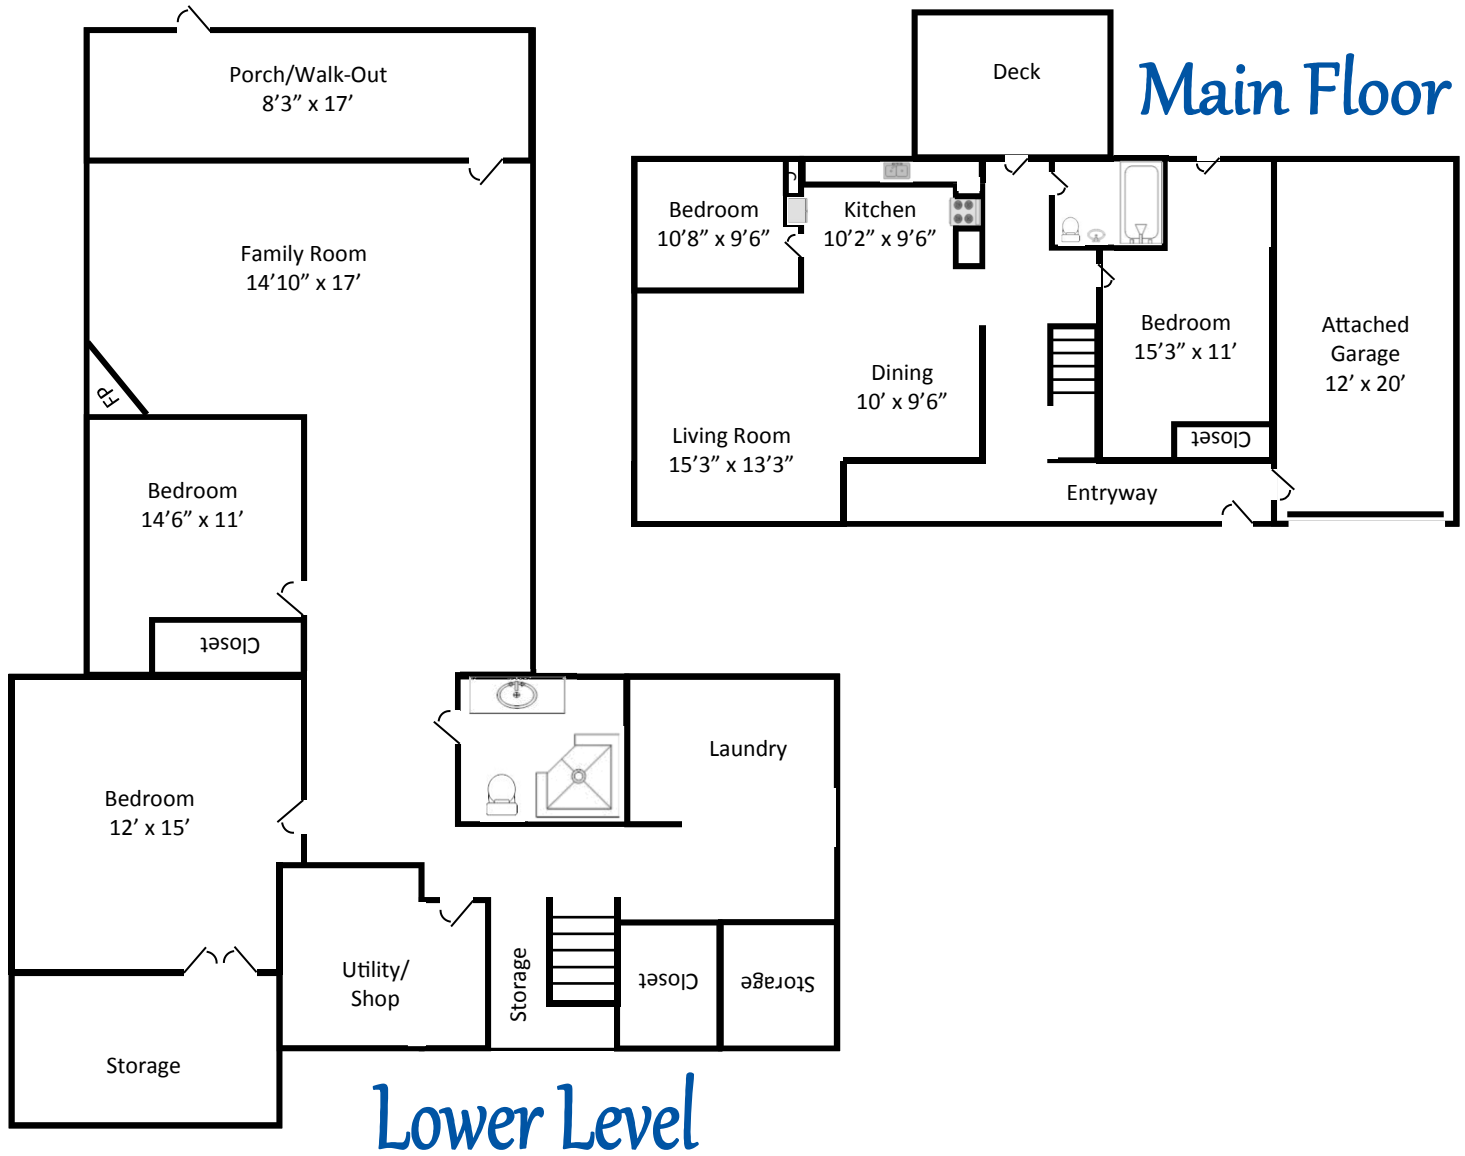 Porch/Walk-Out
8’3” x 17’
Family Room
14’10” x 17’
FP
Bedroom
14’6” x 11’
Closet
Bedroom
12’ x 15’
Laundry
Utility/
Shop
Storage
Closet
Storage
Storage
Lower Level
Main Floor
Deck
Bedroom
10’8” x 9’6”
Kitchen
10’2” x 9’6”
Bedroom
15’3” x 11’
Attached
Garage
12’ x 20’
Dining
10’ x 9’6”
Living Room
15’3” x 13’3”
Closet
Entryway